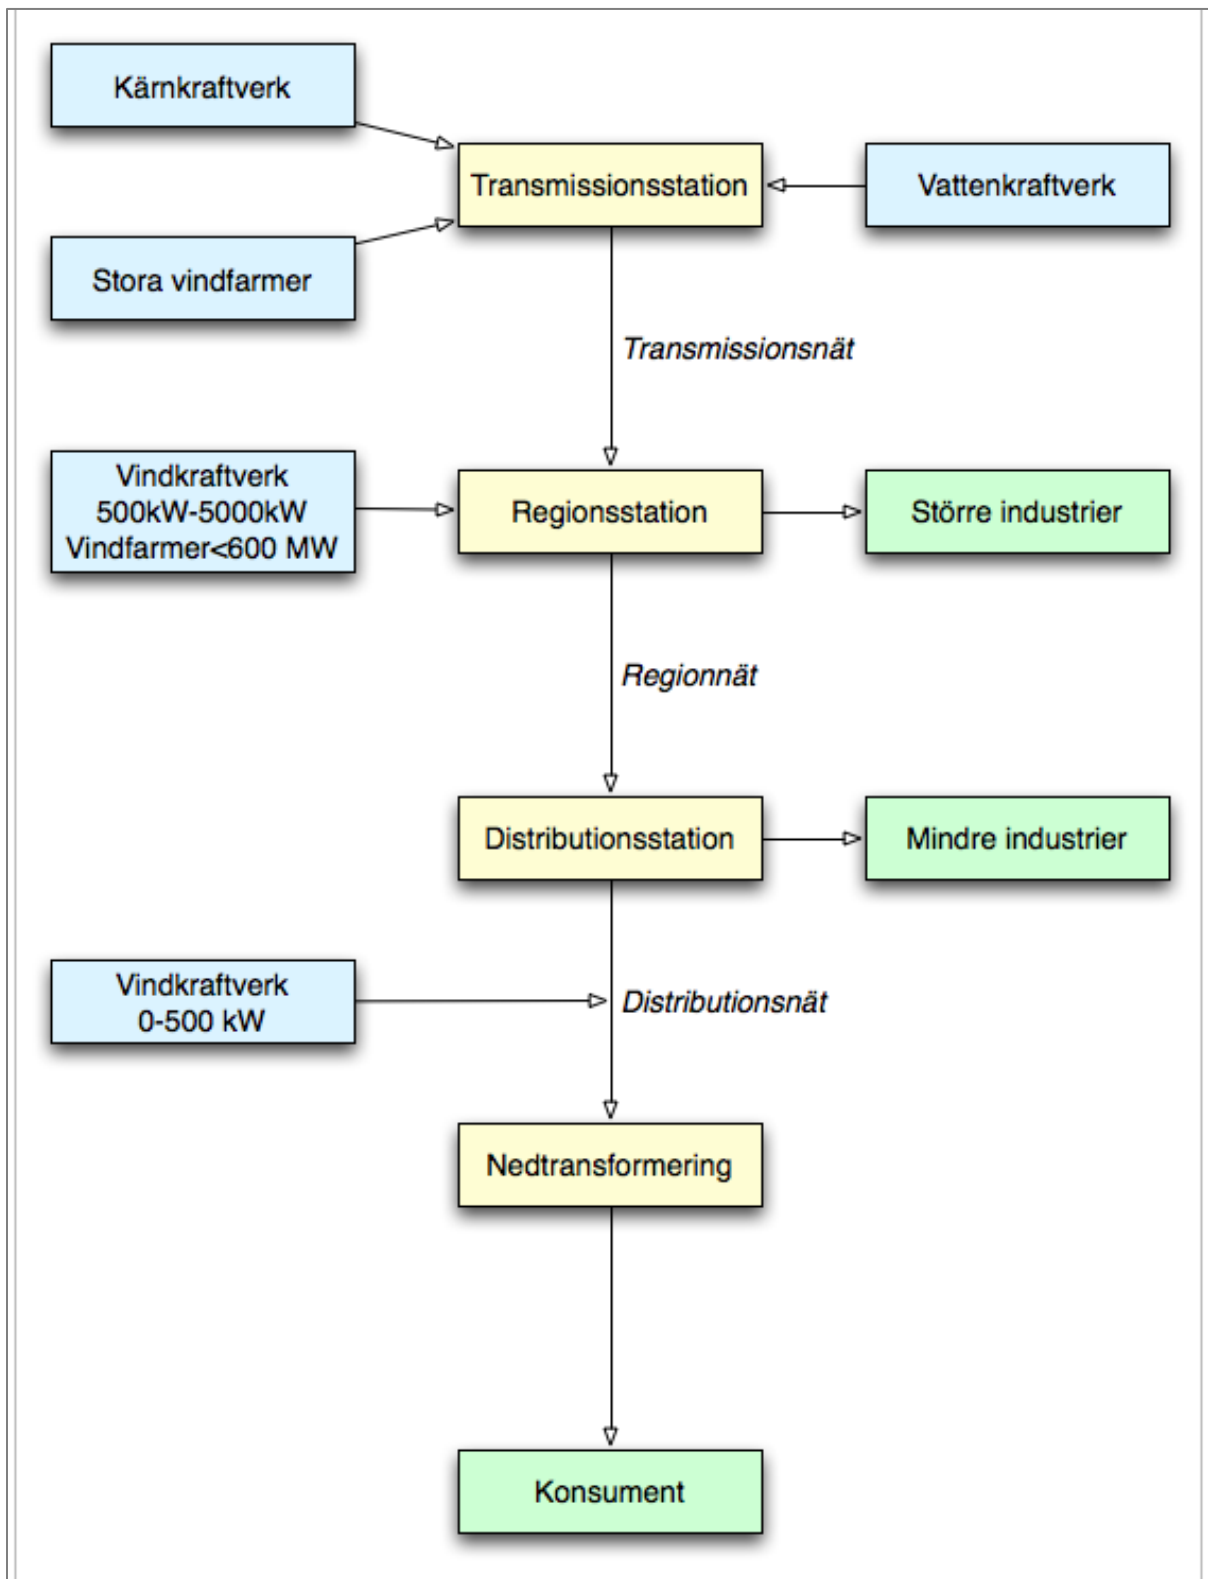 Kärnkraftverk
Transmissionsstation
Vattenkraftverk
Stora vindfarmer
Transmissionsnät
Vindkraftverk
500kW-5000kW
Vindfarmer<600 MW
Regionsstation
Större industrier
Regionnät
Distributionsstation
Mindre industrier
Vindkraftverk
0-500 kW
Distributionsnät
Nedtransformering
Konsument